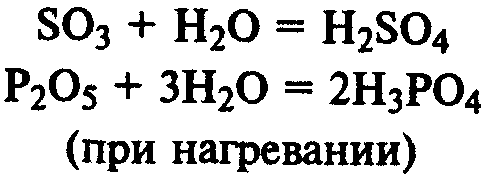 SO₃ + H₂O = H₂SO₄
P₂O₅ + 3H₂O = 2H₃PO₄
(при нагревании)